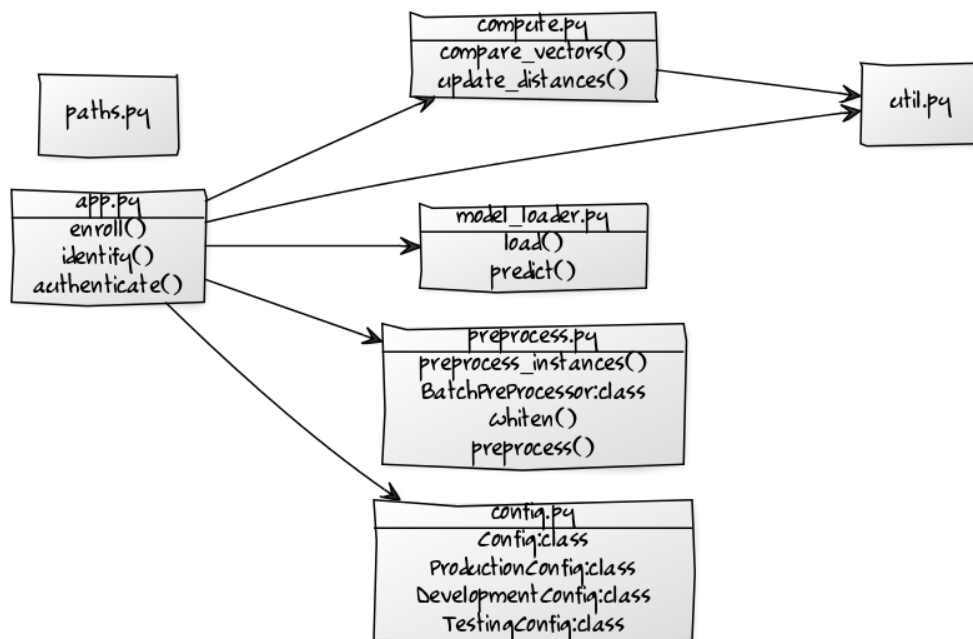 compute.py
compare_vectors()
update_distances()
paths.py
util.py
app.py
enroll()
identify()
authenticate()
model_loader.py
load()
predict()
preprocess.py
preprocess_instances()
BatchPreProcessor:class
whiten()
preprocess()
config.py
Config:class
ProductionConfig:class
DevelopmentConfig:class
TestingConfig:class